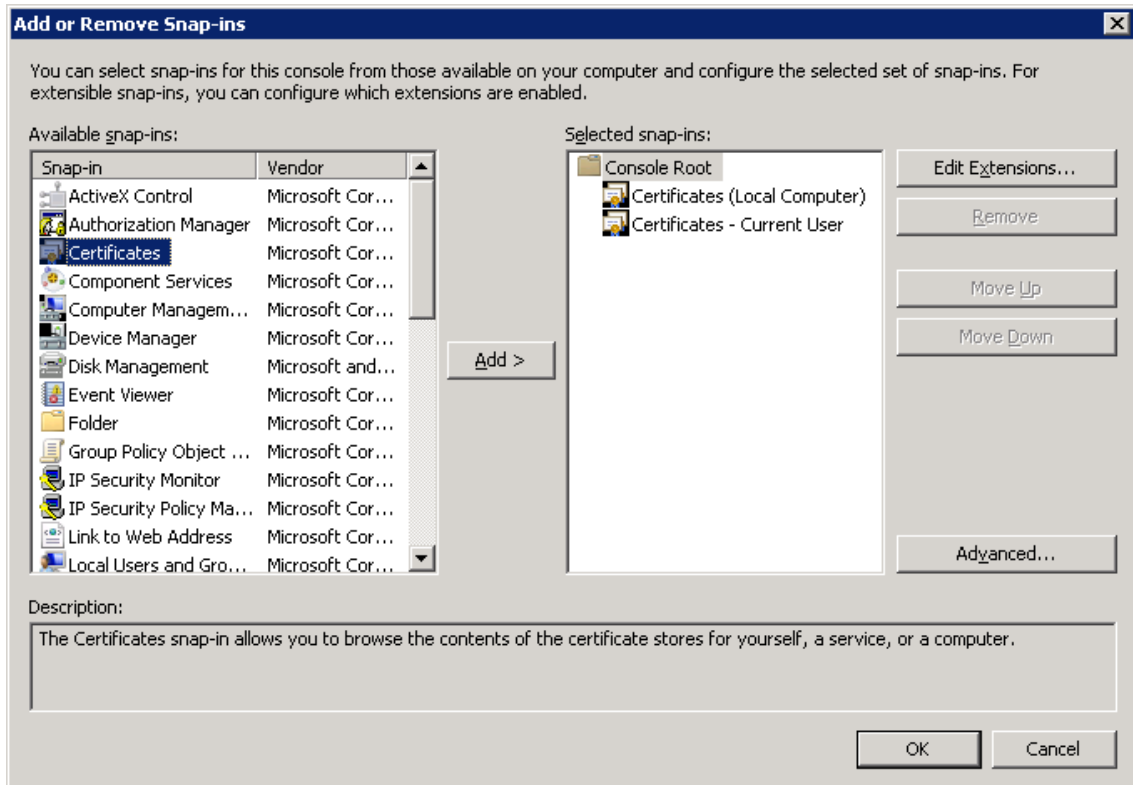 Add or Remove Snap-ins
You can select snap-ins for this console from those available on your computer and configure the selected set of snap-ins. For
extensible snap-ins, you can configure which extensions are enabled.
Available snap-ins:
Snap-in Vendor
ActiveX Control Microsoft Cor...
Authorization Manager Microsoft Cor...
Certificates Microsoft Cor...
Component Services Microsoft Cor...
Computer Managem... Microsoft Cor...
Device Manager Microsoft Cor...
Disk Management Microsoft and...
Event Viewer Microsoft Cor...
Folder Microsoft Cor...
Group Policy Object ... Microsoft Cor...
IP Security Monitor Microsoft Cor...
IP Security Policy Ma... Microsoft Cor...
Link to Web Address Microsoft Cor...
Local Users and Gro... Microsoft Cor...
Add >
Selected snap-ins:
Console Root
Certificates (Local Computer)
Certificates - Current User
Edit Extensions...
Remove
Move Up
Move Down
Advanced...
Description:
The Certificates snap-in allows you to browse the contents of the certificate stores for yourself, a service, or a computer.
OK
Cancel